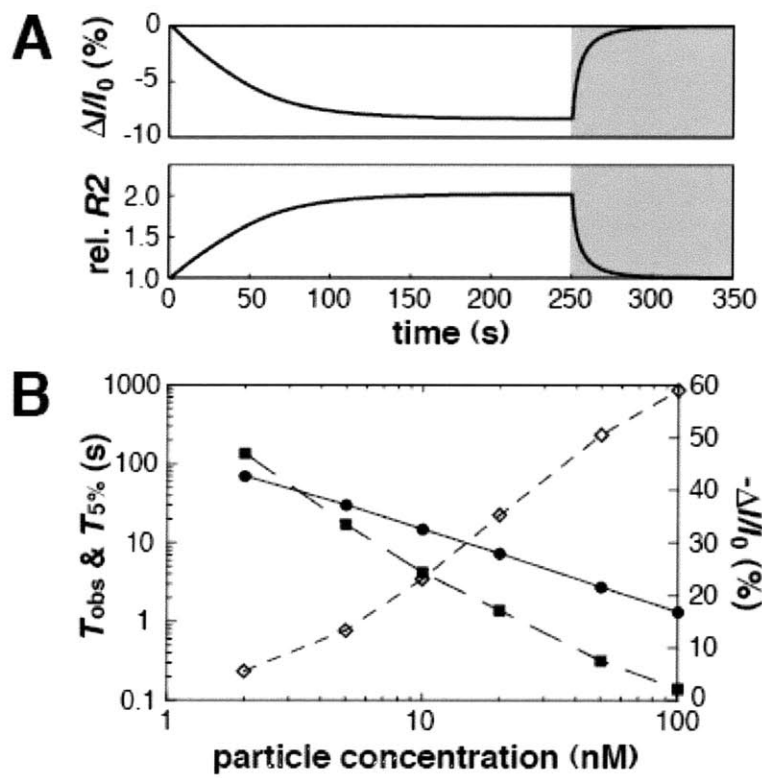 A
ΔI/I0 (%)
0
-5
-10
rel. R2
2.0
1.5
1.0
0 50 100 150 200 250 300 350
time (s)
B
Tobs & T5% (s)
1000
100
10
1
0.1
60
50
40
30
20
10
0
-ΔI/I0 (%)
1 10 100
particle concentration (nM)